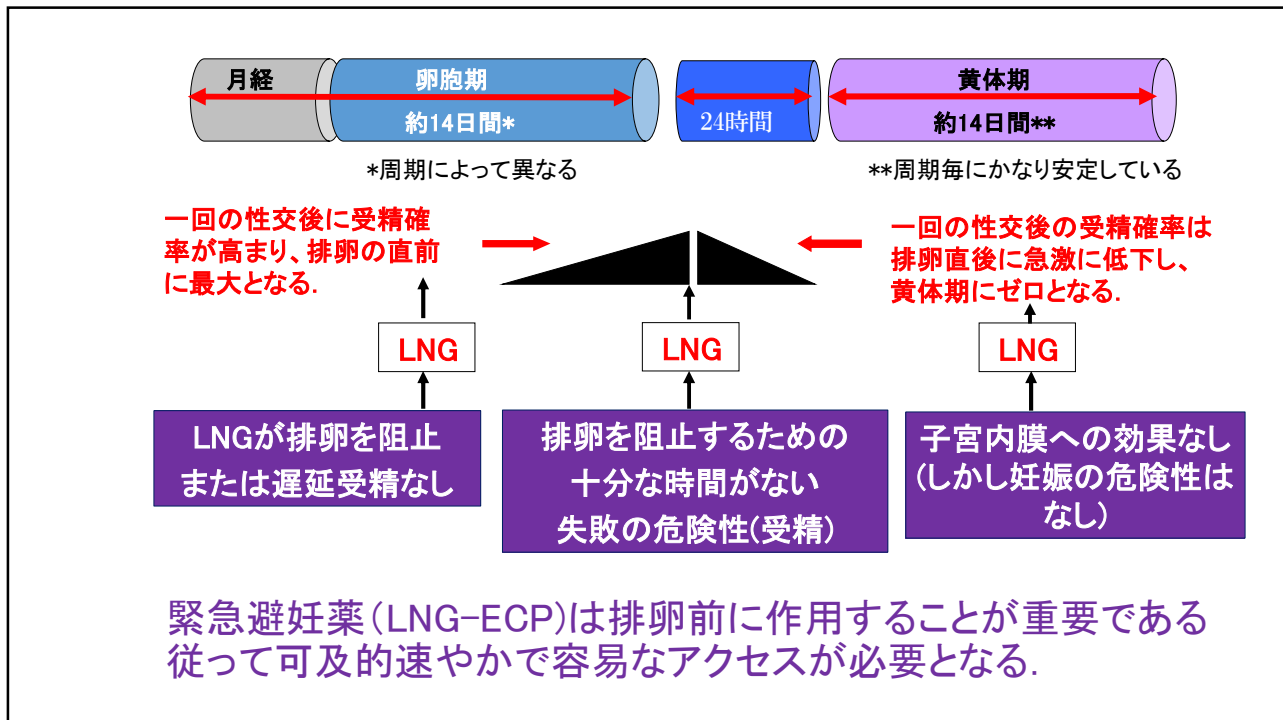 月経
卵胞期
黄体期
約14日間*
24時間
約14日間**
*周期によって異なる
**周期毎にかなり安定している
一回の性交後に受精確
率が高まり、排卵の直前
に最大となる.
一回の性交後の受精確率は
排卵直後に急激に低下し、
黄体期にゼロとなる.
LNG
LNG
LNG
LNGが排卵を阻止
または遅延受精なし
排卵を阻止するための
十分な時間がない
失敗の危険性(受精)
子宮内膜への効果なし
(しかし妊娠の危険性は
なし)
緊急避妊薬(LNG-ECP)は排卵前に作用することが重要である
従って可及的速やかで容易なアクセスが必要となる.